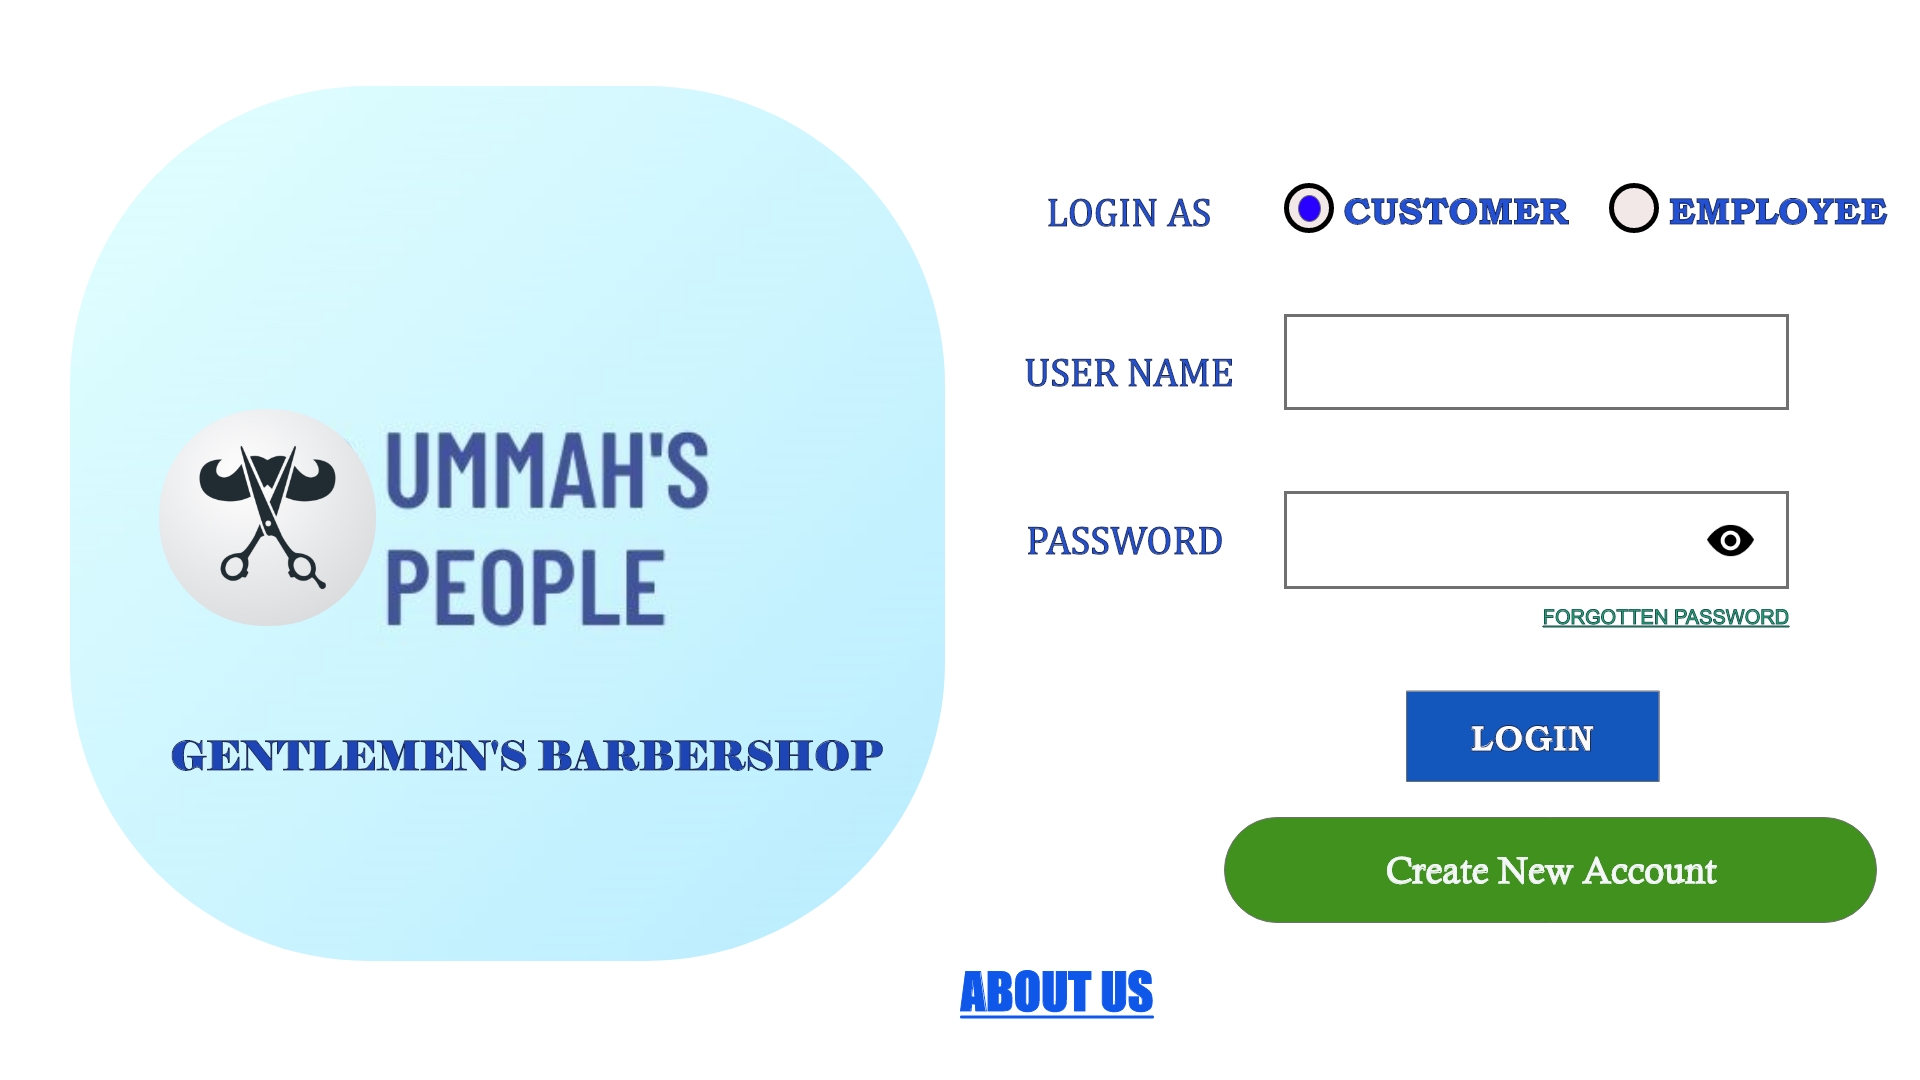 UMMAH'S
PEOPLE
GENTLEMEN'S BARBERSHOP
LOGIN AS
CUSTOMER
EMPLOYEE
USER NAME
PASSWORD
FORGOTTEN PASSWORD
LOGIN
Create New Account
ABOUT US